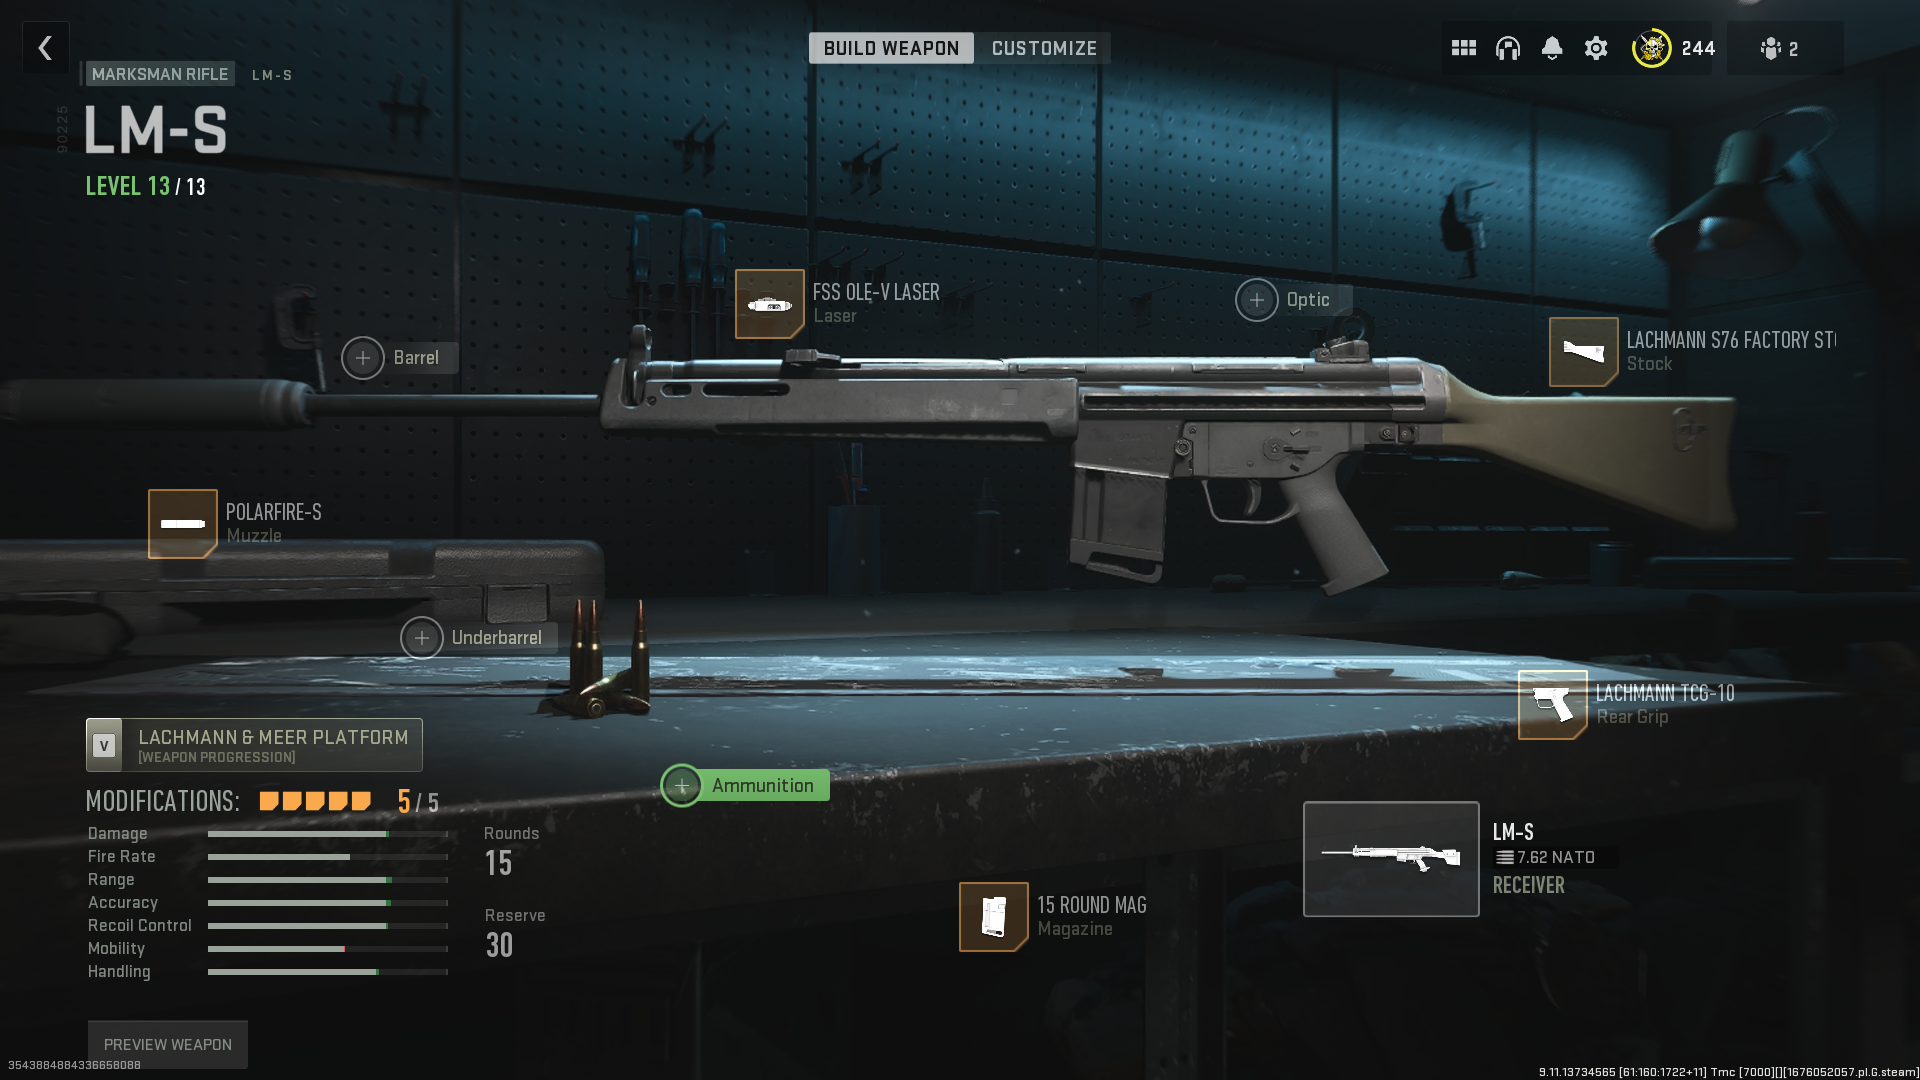 BUILD WEAPON
CUSTOMIZE
244
2
MARKSMAN RIFLE
LM-S
90225
LM-S
LEVEL 13 / 13
FSS OLE-V LASER
Laser
Optic
Barrel
LACHMANN S76 FACTORY ST
Stock
POLARFIRE-S
Muzzle
Underbarrel
LACHMANN TCG-10
Rear Grip
V
LACHMANN & MEER PLATFORM
[WEAPON PROGRESSION]
Ammunition
MODIFICATIONS: 5 / 5
Damage
Fire Rate
Range
Accuracy
Recoil Control
Mobility
Handling
Rounds
15
Reserve
30
LM-S
7.62 NATO
RECEIVER
15 ROUND MAG
Magazine
PREVIEW WEAPON
3543884884336658088
9.11.13734565 [61:160:1722+11] Tmc [7000][][1676052057.pl.G.steam]